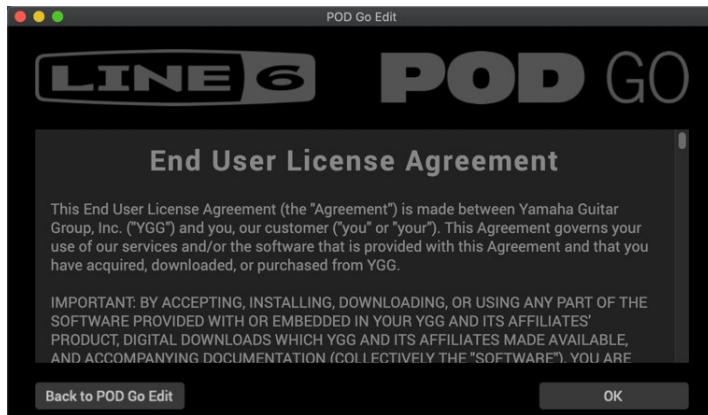 POD Go Edit
LINE 6 POD GO
End User License Agreement
This End User License Agreement (the "Agreement") is made between Yamaha Guitar
Group, Inc. ("YGG") and you, our customer ("you" or "your"). This Agreement governs your
use of our services and/or the software that is provided with this Agreement and that you
have acquired, downloaded, or purchased from YGG.
IMPORTANT: BY ACCEPTING, INSTALLING, DOWNLOADING, OR USING ANY PART OF THE
SOFTWARE PROVIDED WITH OR EMBEDDED IN YOUR YGG AND ITS AFFILIATES'
PRODUCT, DIGITAL DOWNLOADS WHICH YGG AND ITS AFFILIATES MADE AVAILABLE,
AND ACCOMPANYING DOCUMENTATION (COLLECTIVELY THE "SOFTWARE"), YOU ARE
Back to POD Go Edit OK